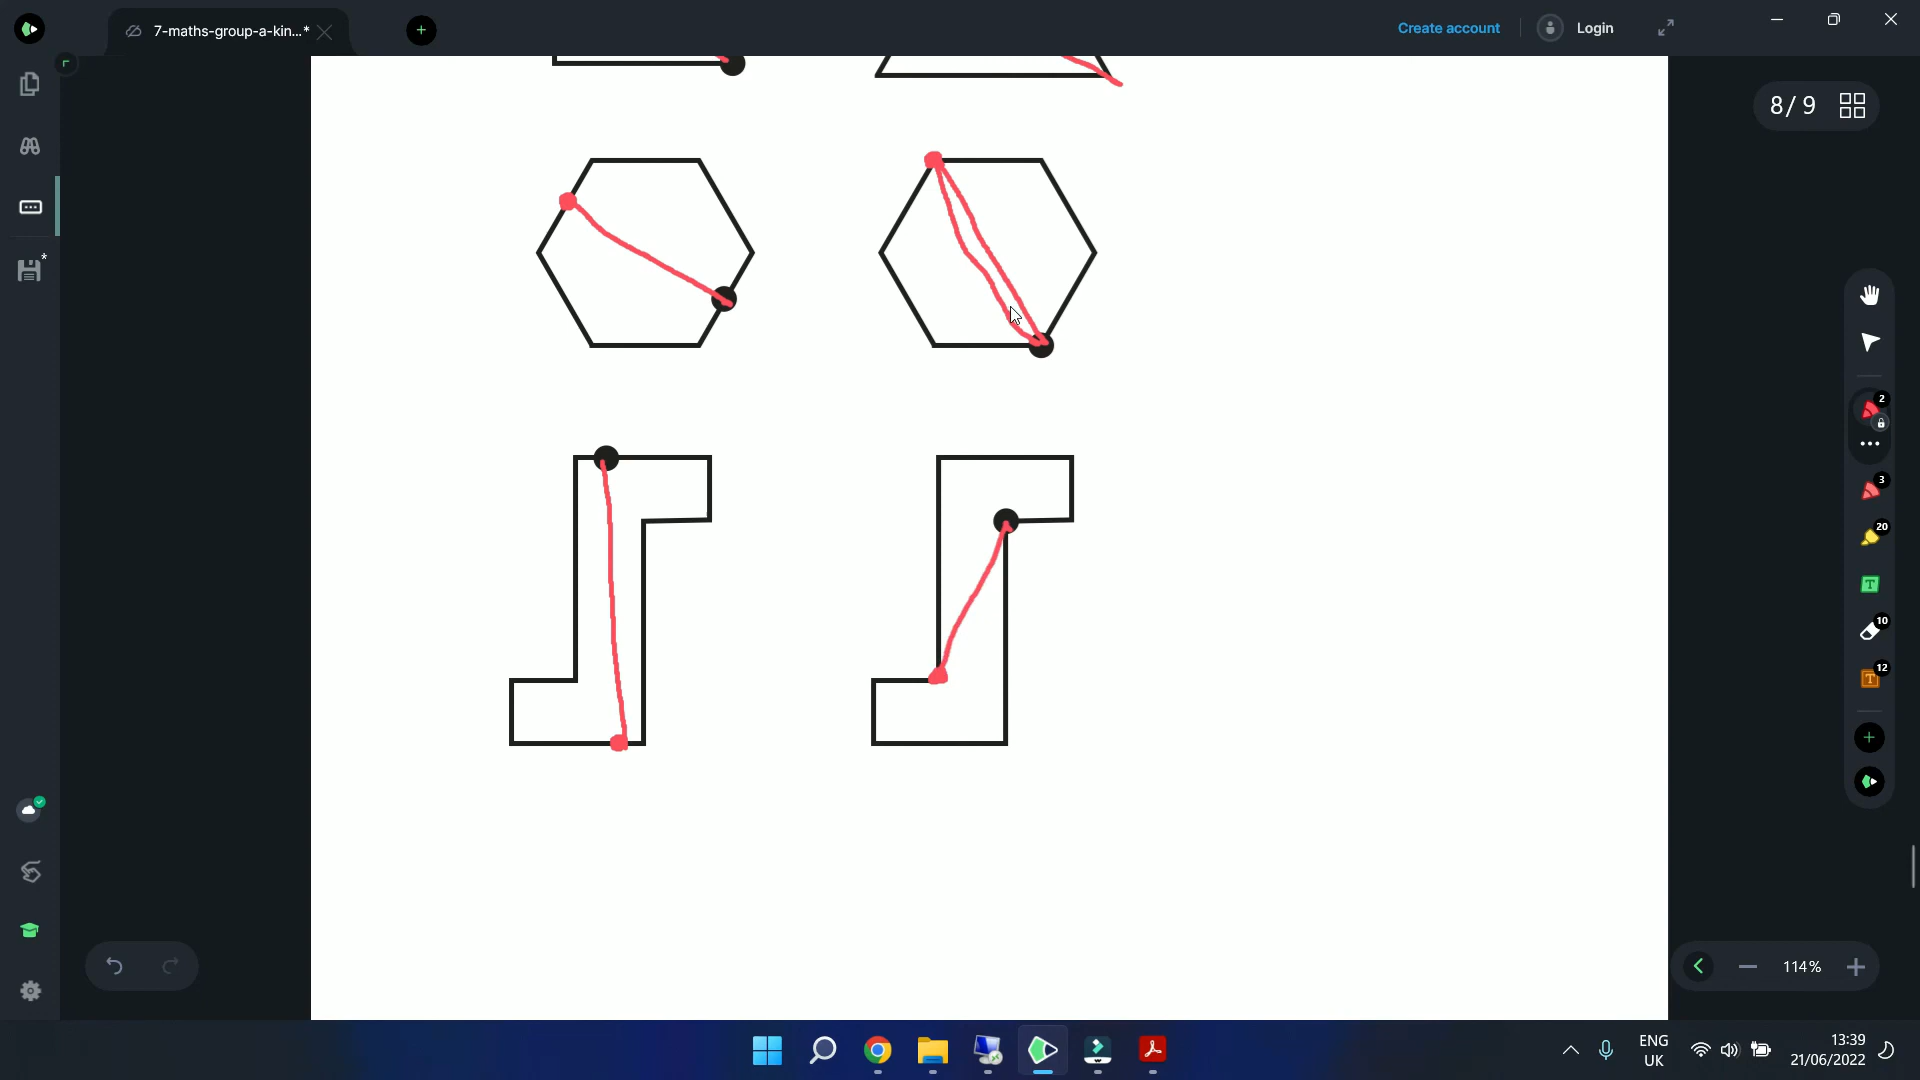 7-maths-group-a-kin...*
Create account
Login
8/ 9
*
2
3
20
T
10
12
T
114%
ENG
UK
13:39
21/06/2022